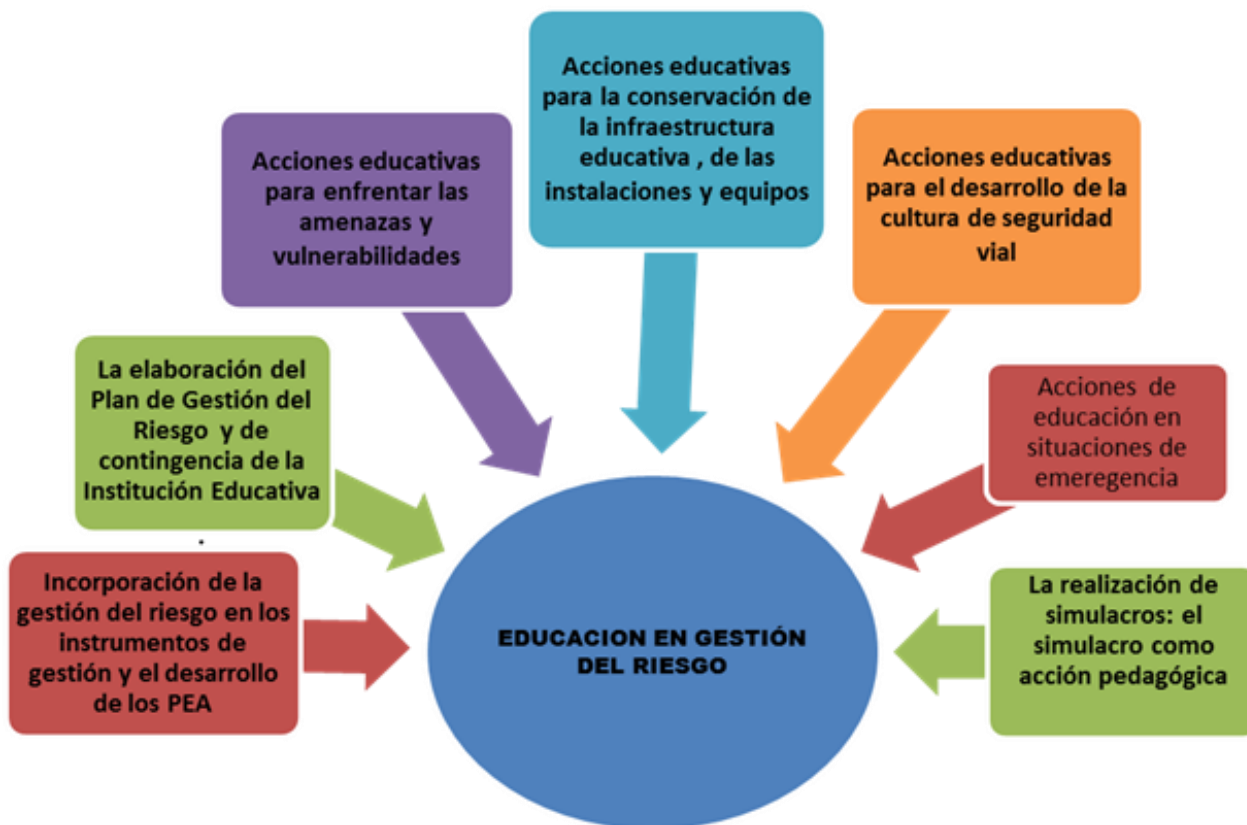 Acciones educativas
para la conservación de
la infraestructura
educativa , de las
instalaciones y equipos
Acciones educativas
para enfrentar las
amenazas y
vulnerabilidades
Acciones educativas
para el desarrollo de la
cultura de seguridad
vial
La elaboración del
Plan de Gestión del
Riesgo y de
contingencia de la
Institución Educativa
.
Acciones de
educación en
situaciones de
emeregencia
Incorporación de la
gestión del riesgo en los
instrumentos de
gestión y el desarrollo
de los PEA
La realización de
simulacros: el
simulacro como
acción pedagógica
EDUCACION EN GESTIÓN
DEL RIESGO